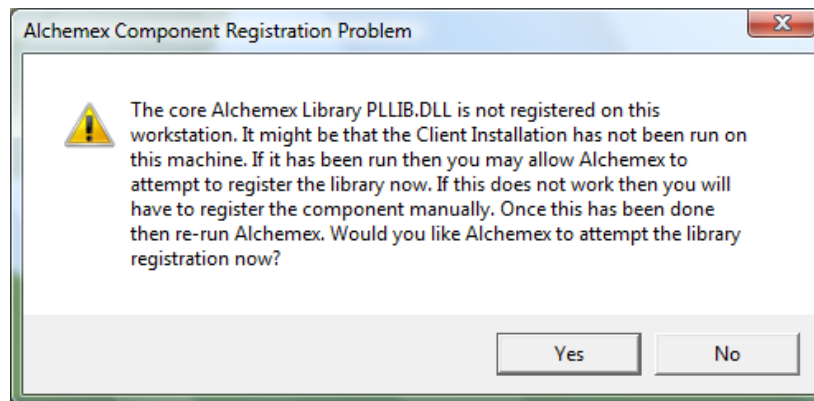 Alchemex Component Registration Problem
The core Alchemex Library PLLIB.DLL is not registered on this
workstation. It might be that the Client Installation has not been run on
this machine. If it has been run then you may allow Alchemex to
attempt to register the library now. If this does not work then you will
have to register the component manually. Once this has been done
then re-run Alchemex. Would you like Alchemex to attempt the library
registration now?
Yes
No